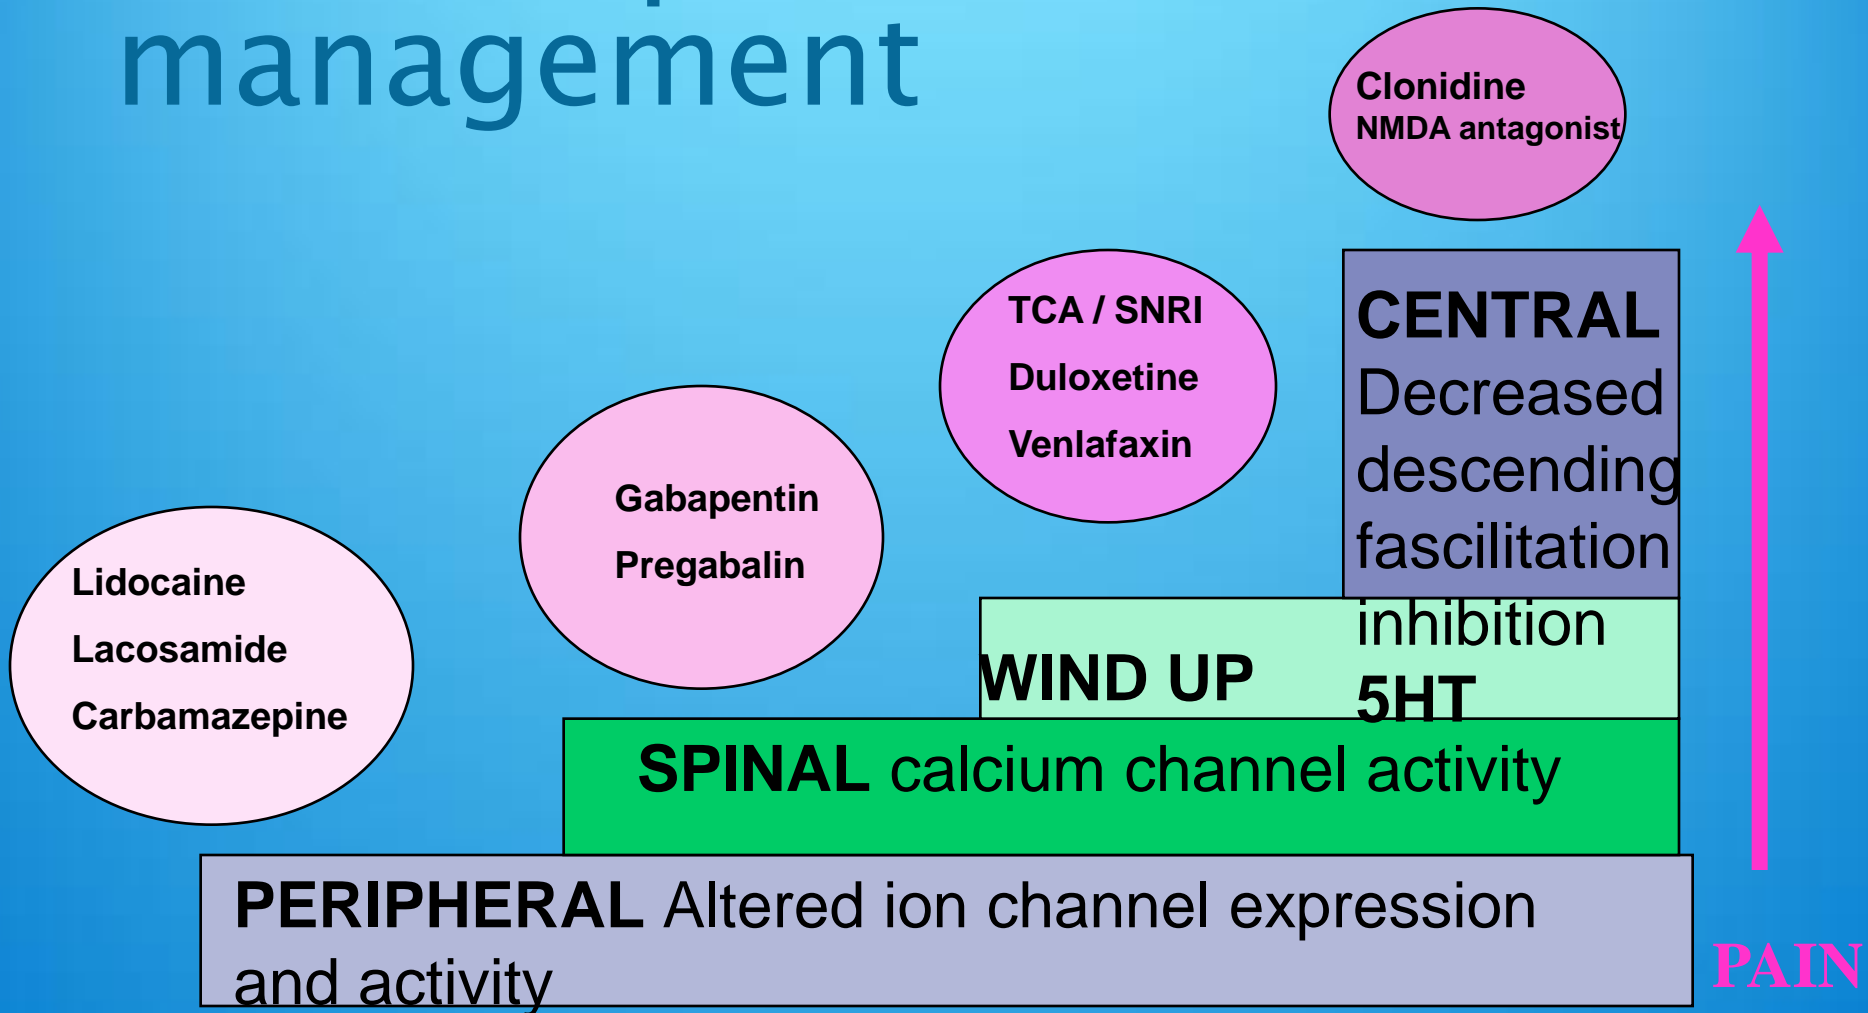 management
Clonidine
NMDA antagonist
TCA / SNRI
Duloxetine
Venlafaxin
CENTRAL
Decreased
descending
fascilitation
inhibition
5HT
Gabapentin
Pregabalin
Lidocaine
Lacosamide
Carbamazepine
WIND UP
SPINAL calcium channel activity
PERIPHERAL Altered ion channel expression
and activity
PAIN